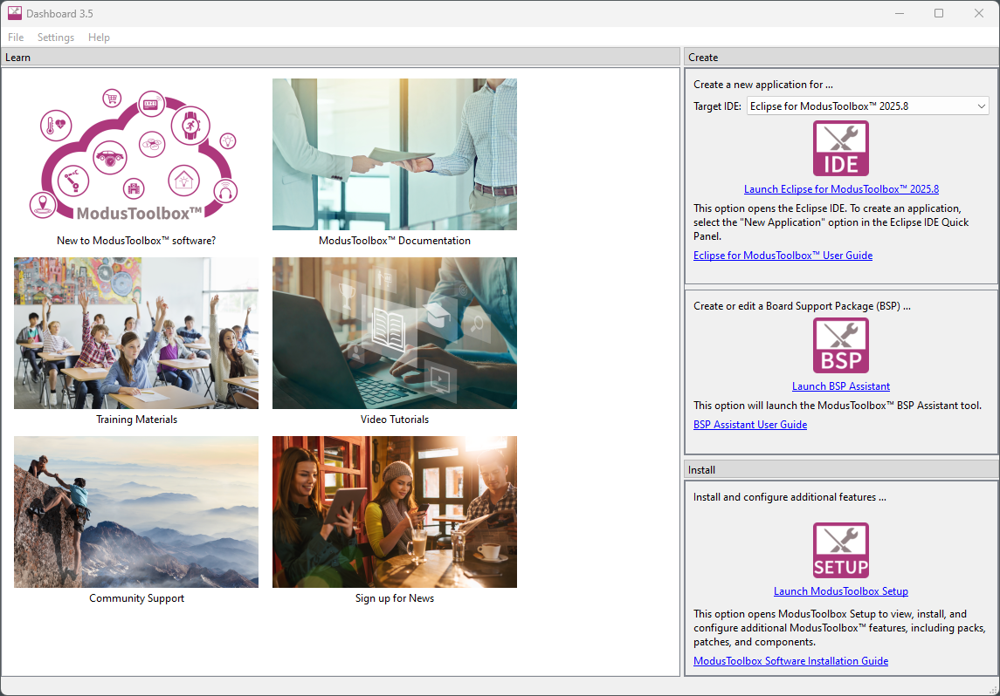 Dashboard 3.5
File Settings Help
Learn
ModusToolbox™
New to ModusToolbox™ software?
ModusToolbox™ Documentation
Training Materials
Video Tutorials
Community Support
Sign up for News
Create
Create a new application for ...
Target IDE: Eclipse for ModusToolbox™ 2025.8
IDE
Launch Eclipse for ModusToolbox™ 2025.8
This option opens the Eclipse IDE. To create an application,
select the "New Application" option in the Eclipse IDE Quick
Panel.
Eclipse for ModusToolbox™ User Guide
Create or edit a Board Support Package (BSP) ...
BSP
Launch BSP Assistant
This option will launch the ModusToolbox™ BSP Assistant tool.
BSP Assistant User Guide
Install
Install and configure additional features ...
SETUP
Launch ModusToolbox Setup
This option opens ModusToolbox Setup to view, install, and
configure additional ModusToolbox™ features, including packs,
patches, and components.
ModusToolbox Software Installation Guide